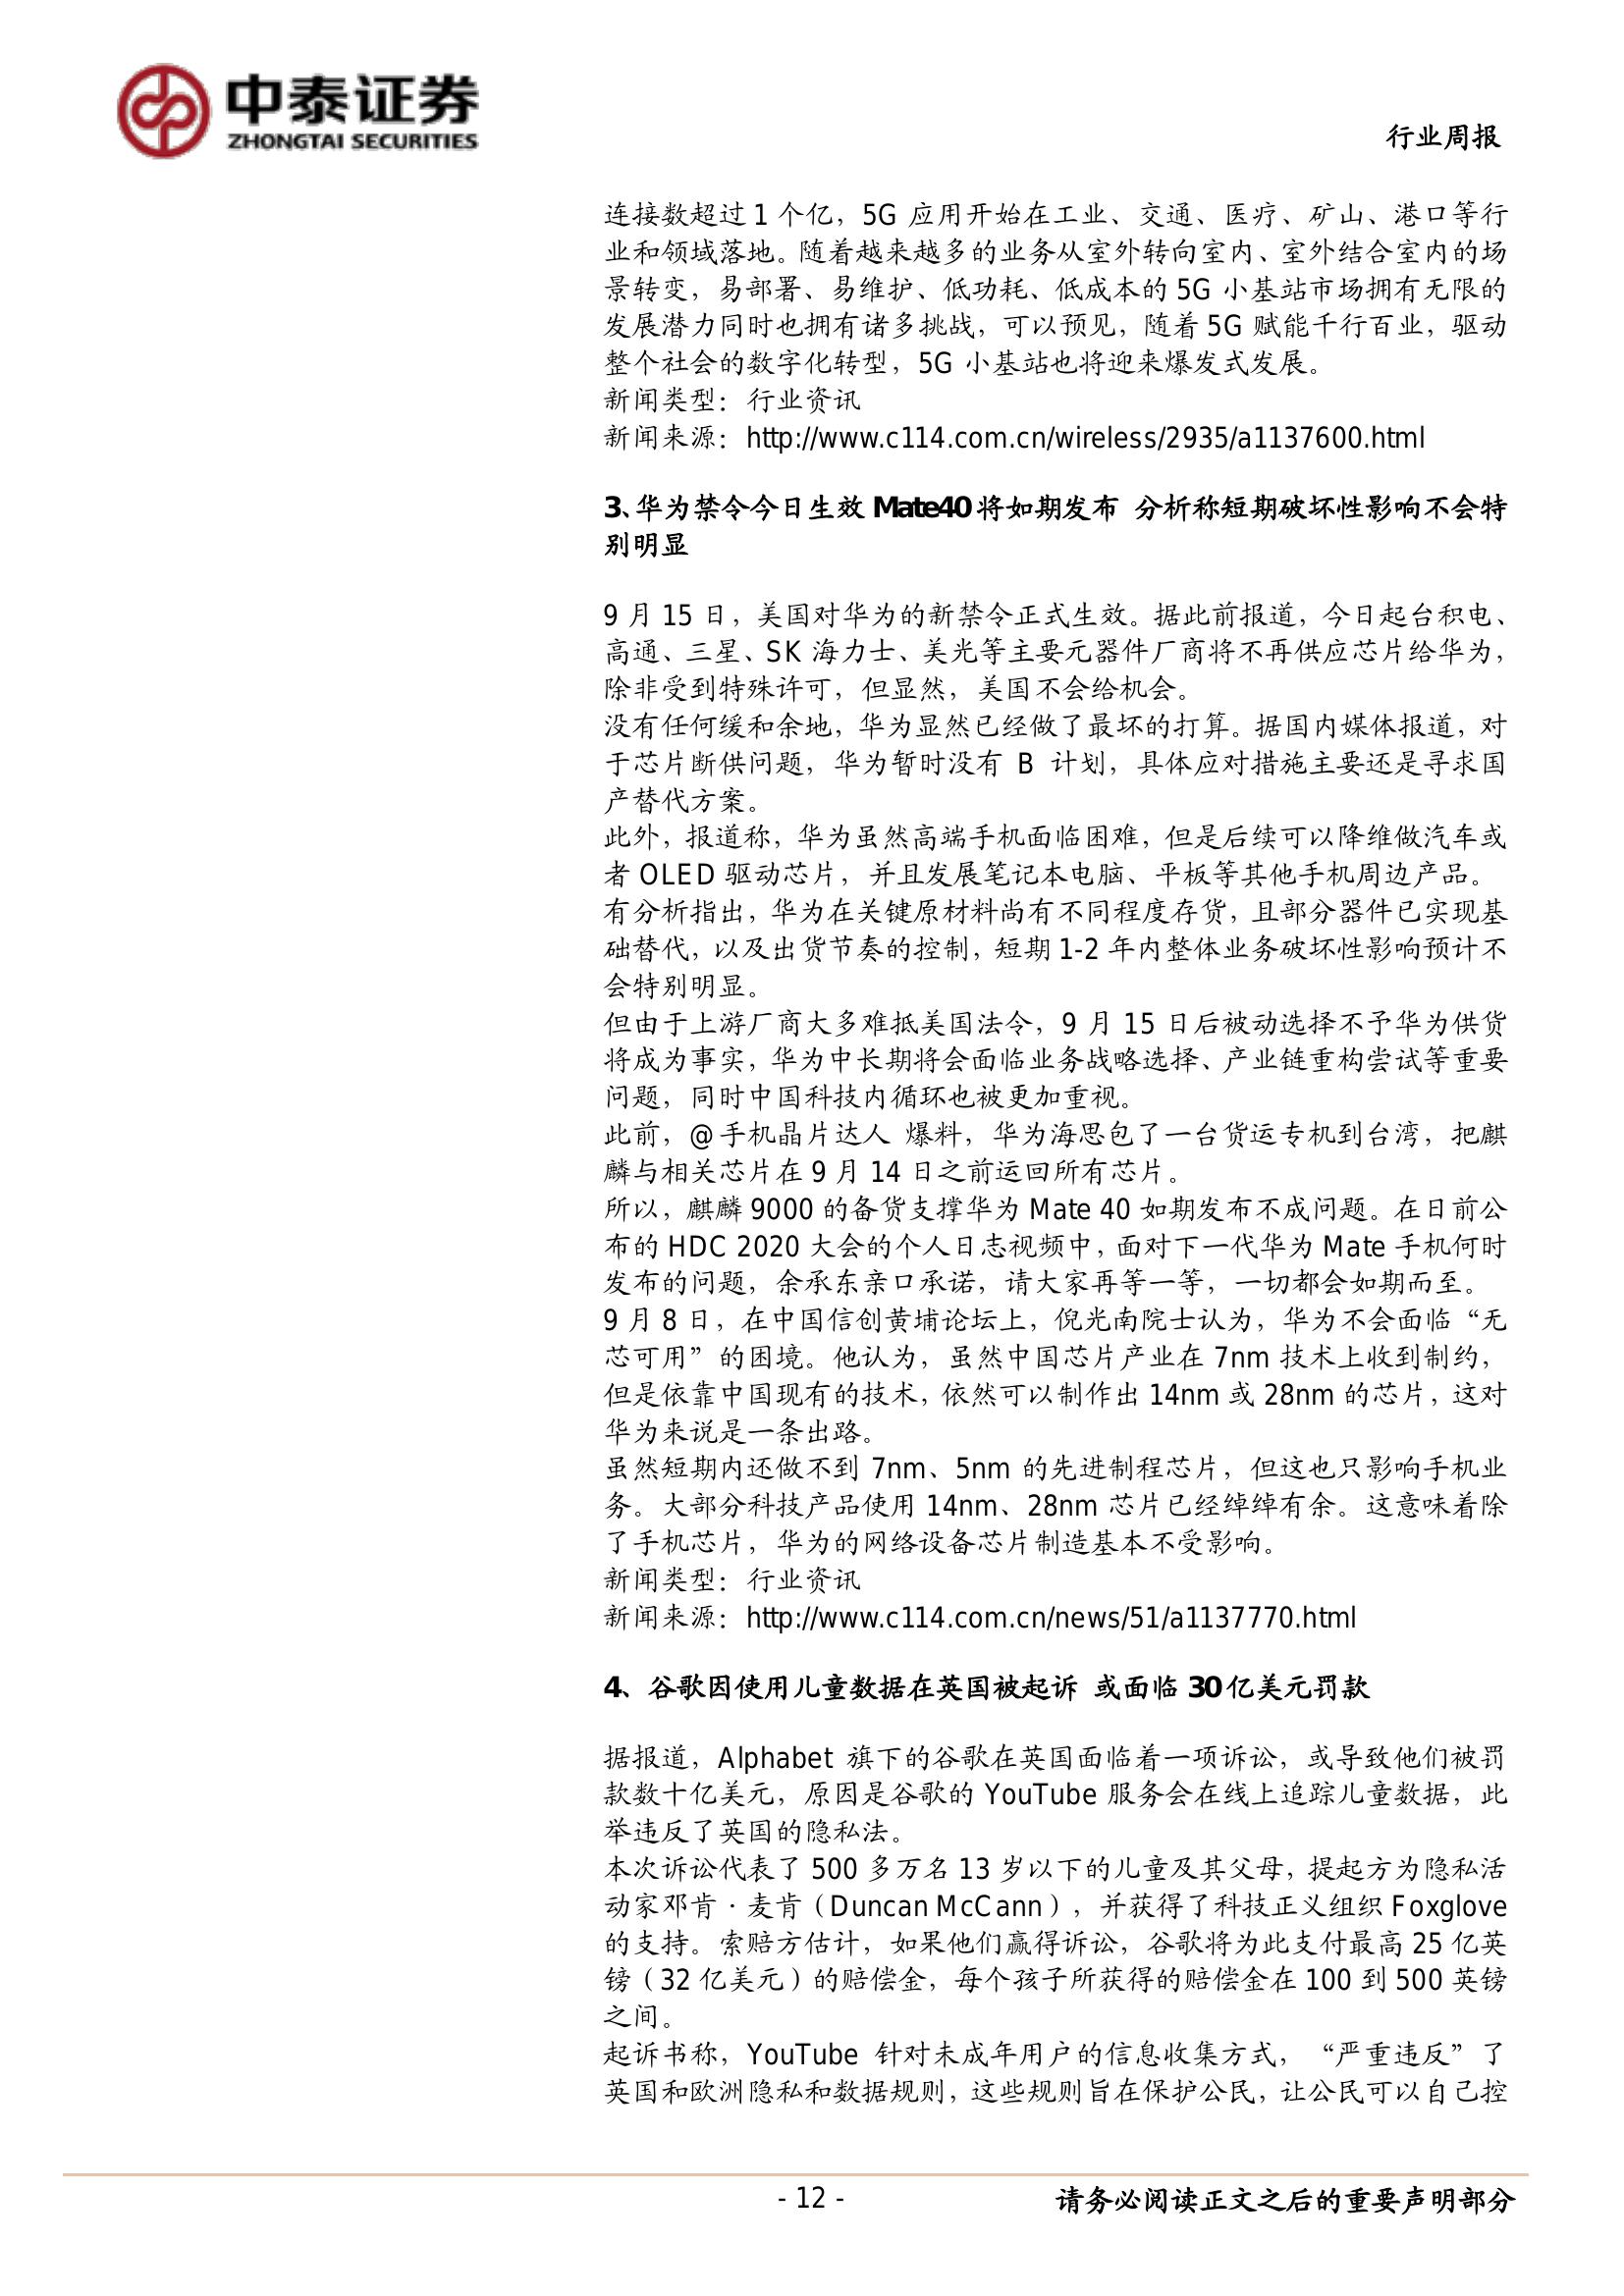 中泰证券
ZHONGTAI SECURITIES
行业周报
连接数超过 1 个亿，5G 应用开始在工业、交通、医疗、矿山、港口等行
业和领域落地。随着越来越多的业务从室外转向室内、室外结合室内的场
景转变，易部署、易维护、低功耗、低成本的 5G 小基站市场拥有无限的
发展潜力同时也拥有诸多挑战，可以预见，随着 5G 赋能千行百业，驱动
整个社会的数字化转型，5G 小基站也将迎来爆发式发展。
新闻类型：行业资讯
新闻来源：http://www.c114.com.cn/wireless/2935/a1137600.html
3、华为禁令今日生效 Mate40 将如期发布 分析称短期破坏性影响不会特
别明显
9 月 15 日，美国对华为的新禁令正式生效。据此前报道，今日起台积电、
高通、三星、SK 海力士、美光等主要元器件厂商将不再供应芯片给华为，
除非受到特殊许可，但显然，美国不会给机会。
没有任何缓和余地，华为显然已经做了最坏的打算。据国内媒体报道，对
于芯片断供问题，华为暂时没有 B 计划，具体应对措施主要还是寻求国
产替代方案。
此外，报道称，华为虽然高端手机面临困难，但是后续可以降维做汽车或
者 OLED 驱动芯片，并且发展笔记本电脑、平板等其他手机周边产品。
有分析指出，华为在关键原材料尚有不同程度存货，且部分器件已实现基
础替代，以及出货节奏的控制，短期 1-2 年内整体业务破坏性影响预计不
会特别明显。
但由于上游厂商大多难抵美国法令，9 月 15 日后被动选择不予华为供货
将成为事实，华为中长期将会面临业务战略选择、产业链重构尝试等重要
问题，同时中国科技内循环也被更加重视。
此前，@手机晶片达人 爆料，华为海思包了一台货运专机到台湾，把麒
麟与相关芯片在 9 月 14 日之前运回所有芯片。
所以，麒麟 9000 的备货支撑华为 Mate 40 如期发布不成问题。在日前公
布的 HDC 2020 大会的个人日志视频中，面对下一代华为 Mate 手机何时
发布的问题，余承东亲口承诺，请大家再等一等，一切都会如期而至。
9 月 8 日，在中国信创黄埔论坛上，倪光南院士认为，华为不会面临“无
芯可用”的困境。他认为，虽然中国芯片产业在 7nm 技术上收到制约，
但是依靠中国现有的技术，依然可以制作出 14nm 或 28nm 的芯片，这对
华为来说是一条出路。
虽然短期内还做不到 7nm、5nm 的先进制程芯片，但这也只影响手机业
务。大部分科技产品使用 14nm、28nm 芯片已经绰绰有余。这意味着除
了手机芯片，华为的网络设备芯片制造基本不受影响。
新闻类型：行业资讯
新闻来源：http://www.c114.com.cn/news/51/a1137770.html
4、谷歌因使用儿童数据在英国被起诉 或面临 30 亿美元罚款
据报道，Alphabet 旗下的谷歌在英国面临着一项诉讼，或导致他们被罚
款数十亿美元，原因是谷歌的 YouTube 服务会在线上追踪儿童数据，此
举违反了英国的隐私法。
本次诉讼代表了 500 多万名 13 岁以下的儿童及其父母，提起方为隐私活
动家邓肯·麦肯（Duncan McCann），并获得了科技正义组织 Foxglove
的支持。索赔方估计，如果他们赢得诉讼，谷歌将为此支付最高 25 亿英
镑（32 亿美元）的赔偿金，每个孩子所获得的赔偿金在 100 到 500 英镑
之间。
起诉书称，YouTube 针对未成年用户的信息收集方式，“严重违反”了
英国和欧洲隐私和数据规则，这些规则旨在保护公民，让公民可以自己控
- 12 -
请务必阅读正文之后的重要声明部分